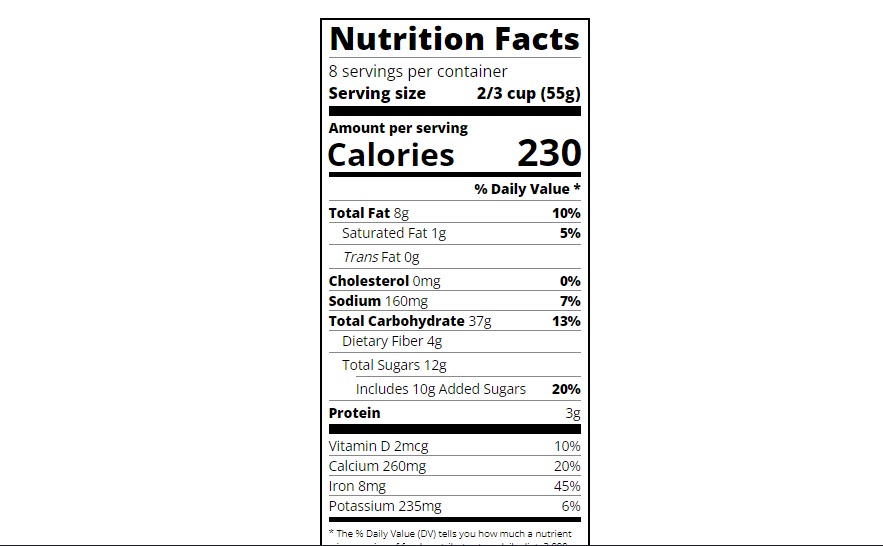 Nutrition Facts
8 servings per container
Serving size 2/3 cup (55g)
Amount per serving
Calories 230
% Daily Value *
Total Fat 8g 10%
Saturated Fat 1g 5%
Trans Fat 0g
Cholesterol 0mg 0%
Sodium 160mg 7%
Total Carbohydrate 37g 13%
Dietary Fiber 4g
Total Sugars 12g
Includes 10g Added Sugars 20%
Protein 3g
Vitamin D 2mcg 10%
Calcium 260mg 20%
Iron 8mg 45%
Potassium 235mg 6%
* The % Daily Value (DV) tells you how much a nutrient